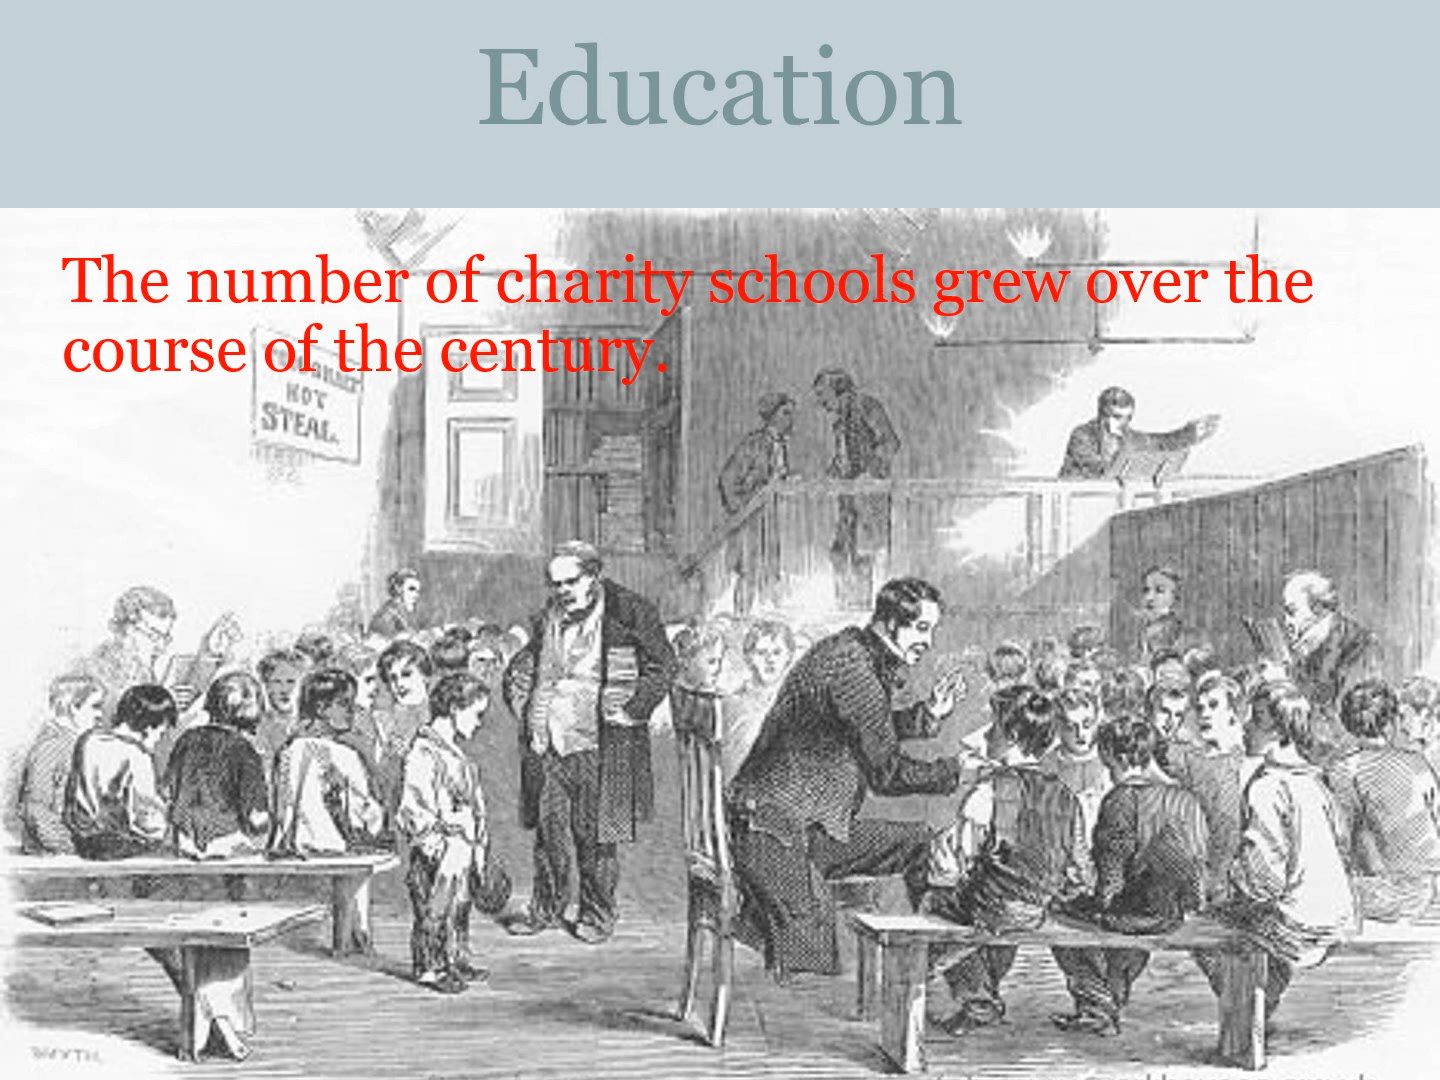 Education
The number of charity schools grew over the
course of the century.
NOT
STEAL